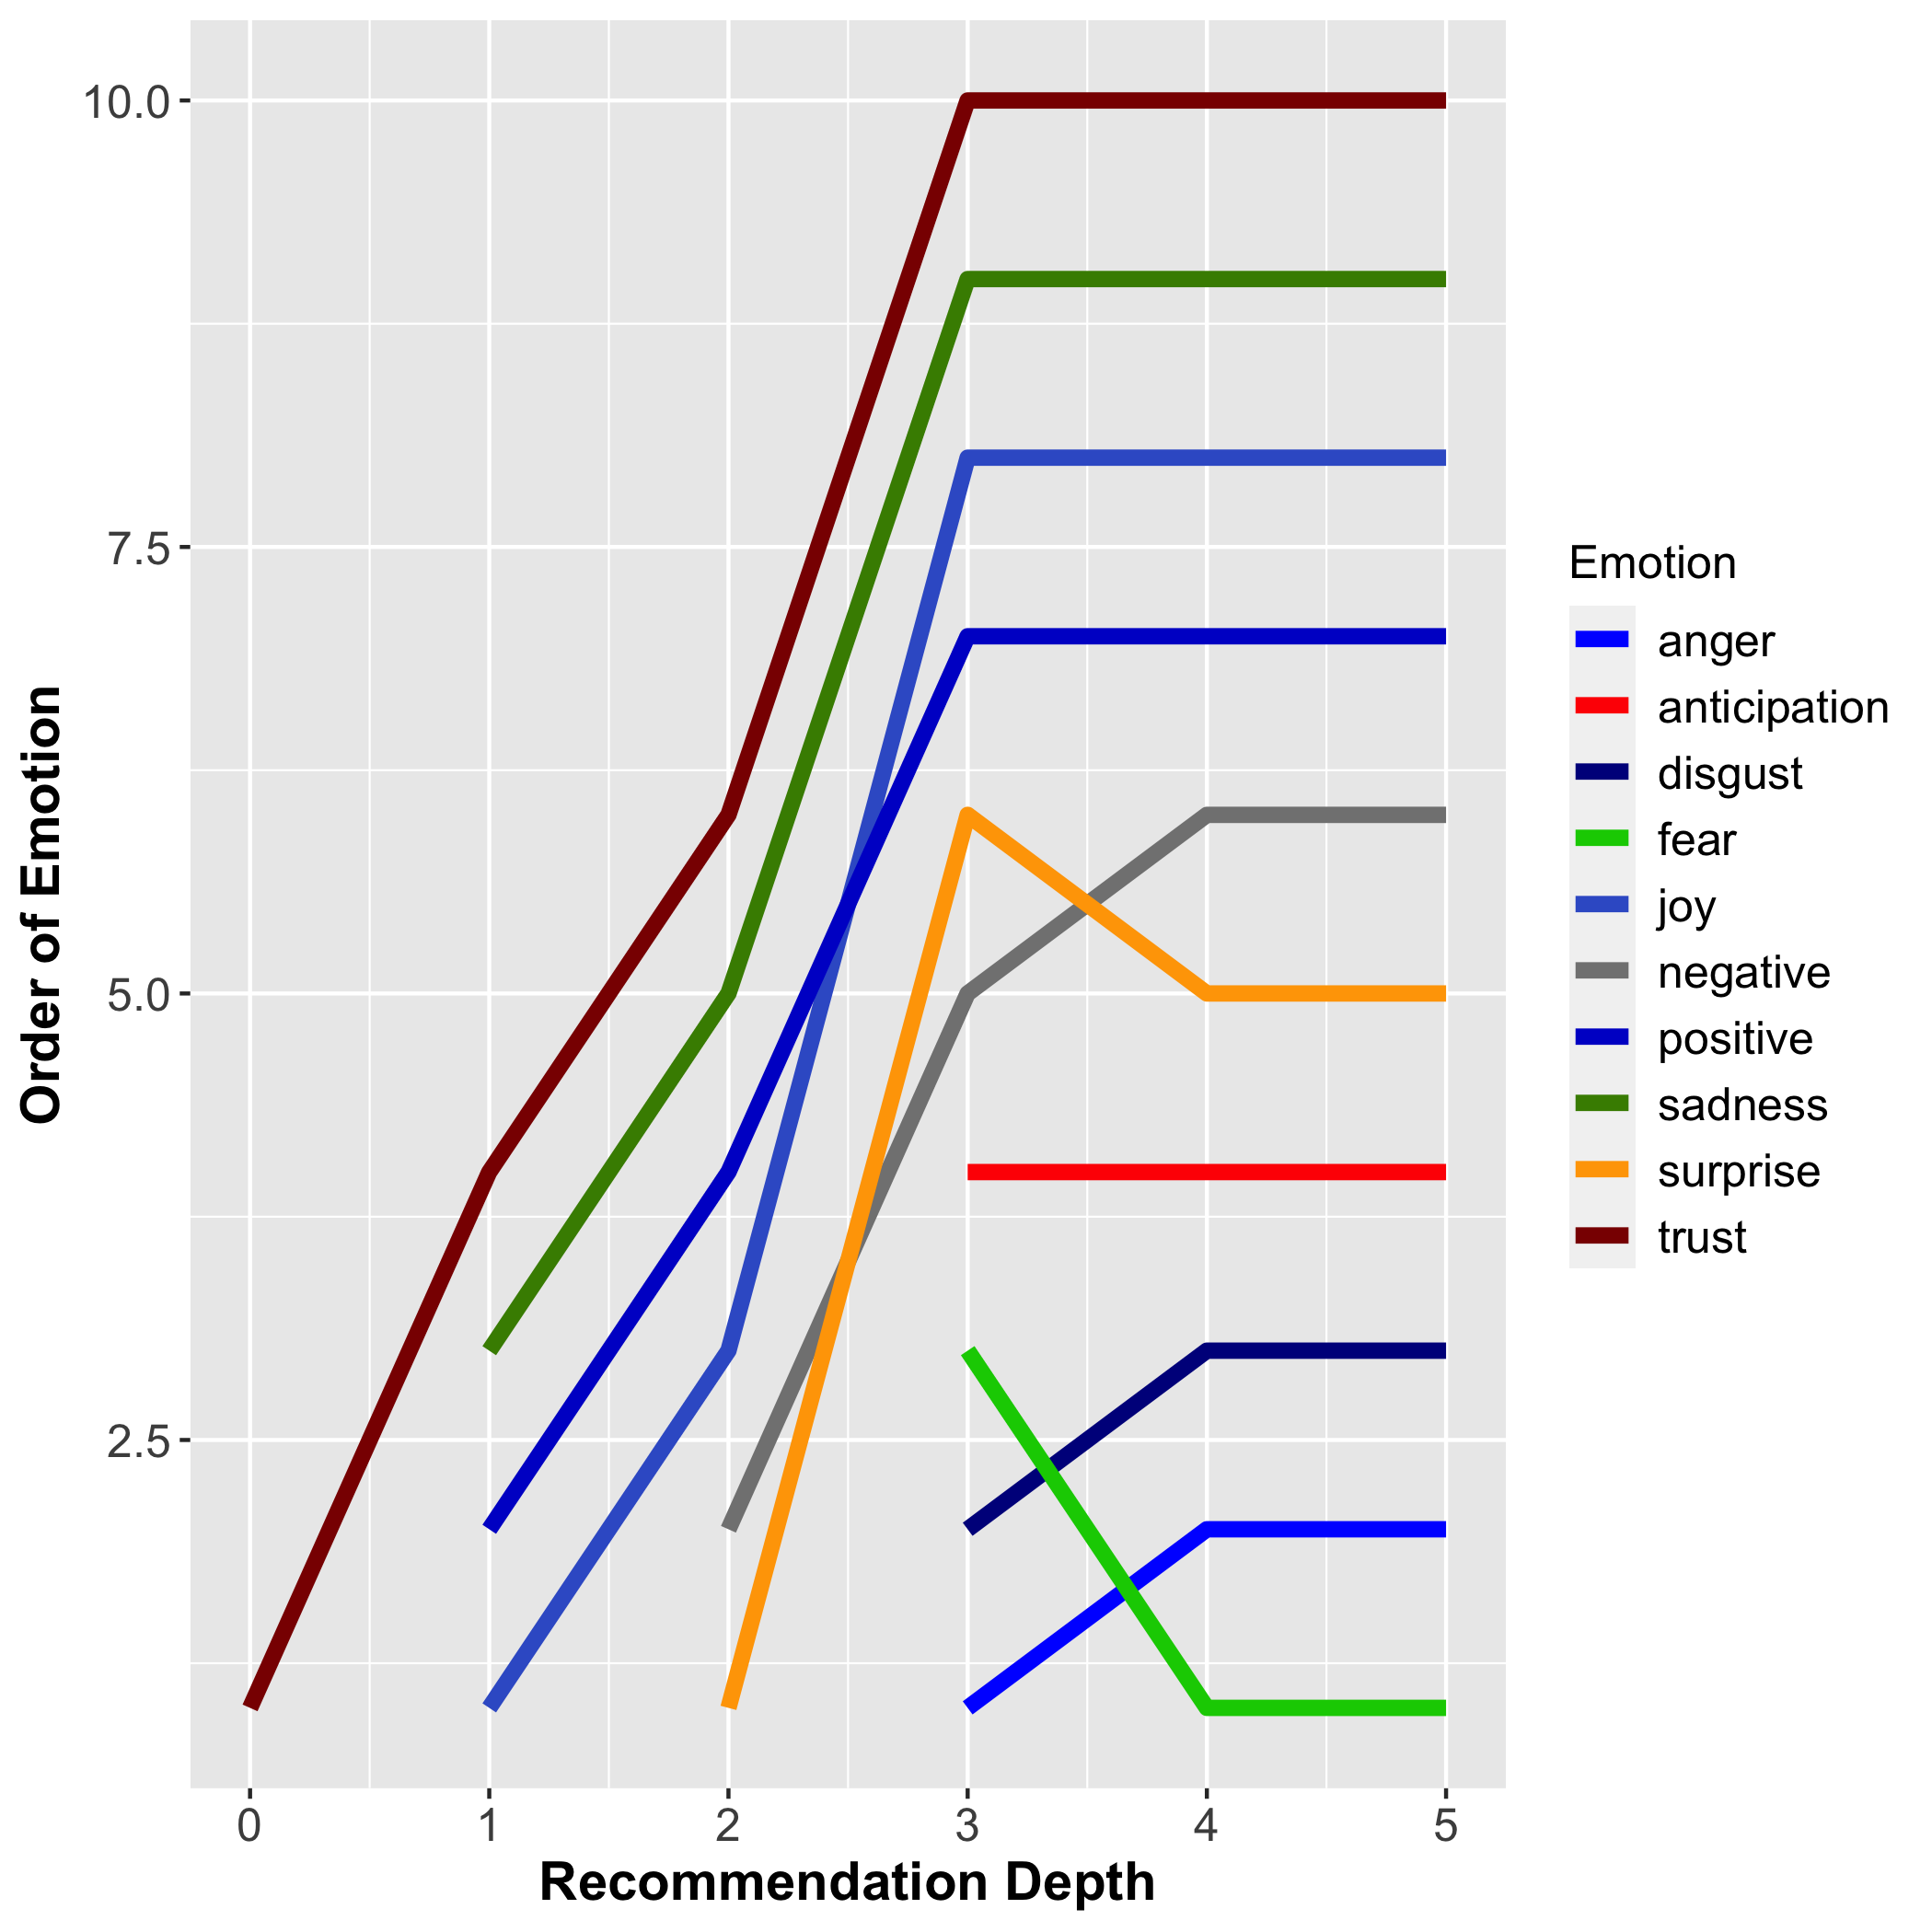 10.0
7.5
5.0
2.5
Order of Emotion
0 1 2 3 4 5
Recommendation Depth
Emotion
anger
anticipation
disgust
fear
joy
negative
positive
sadness
surprise
trust